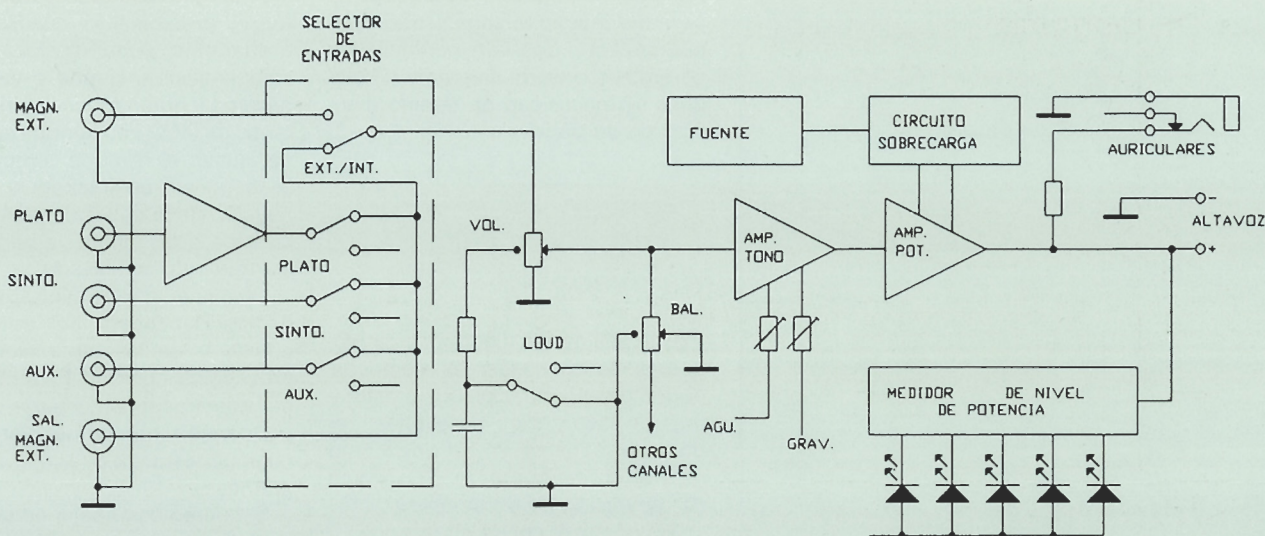 SELECTOR
DE
ENTRADAS
MAGN.
EXT.
PLATO
SINTO.
AUX.
SAL.
MAGN.
EXT.
EXT./INT.
PLATO
SINTO.
AUX.
VOL.
LOUD
BAL.
OTROS
CANALES
FUENTE
CIRCUITO
SOBRECARGA
AMP.
TONO
AMP.
POT.
AGU.
GRAV.
AURICULARES
-
ALTAVOZ
+
MEDIDOR DE NIVEL
DE POTENCIA